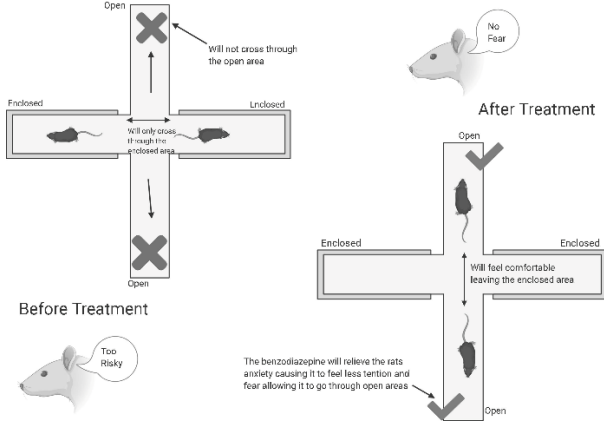 Open
Will not cross through
the open area
Enclosed
Enclosed
Will only cross
through the
enclosed area
Open
Before Treatment
Too
Risky
No
Fear
After Treatment
Open
Enclosed
Enclosed
Will feel comfortable
leaving the enclosed area
The benzodiazepine will relieve the rats
anxiety causing it to feel less tention and
fear allowing it to go through open areas
Open